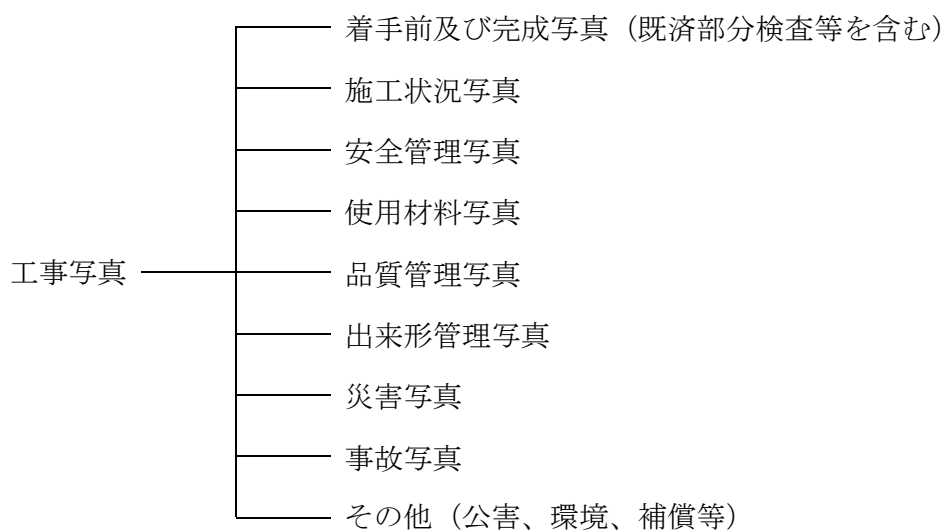 着手前及び完成写真（既済部分検査等を含む）
施工状況写真
安全管理写真
使用材料写真
工事写真
品質管理写真
出来形管理写真
災害写真
事故写真
その他（公害、環境、補償等）